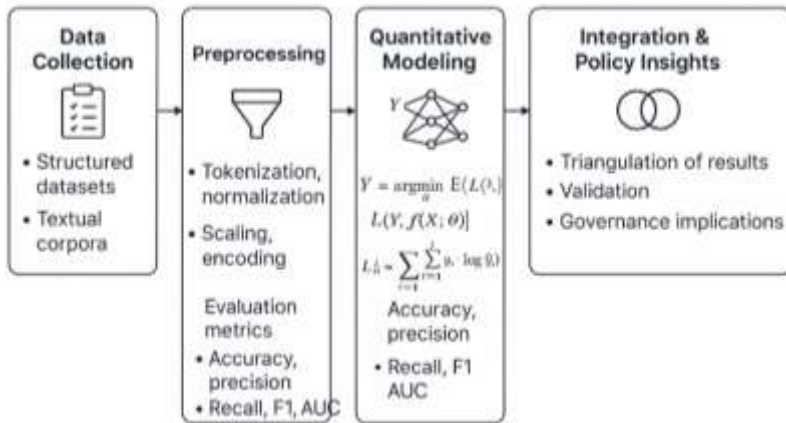 Data
Collection
• Structured
datasets
• Textual
corpora
Preprocessing
• Tokenization,
normalization
• Scaling,
encoding
Evaluation
metrics
• Accuracy,
precision
• Recall, F1, AUC
Quantitative
Modeling
Y
Y = argmin E(L(
L(Y, f(X; Θ)]
Accuracy,
precision
• Recall, F1
AUC
Integration &
Policy Insights
• Triangulation of results
• Validation
• Governance implications